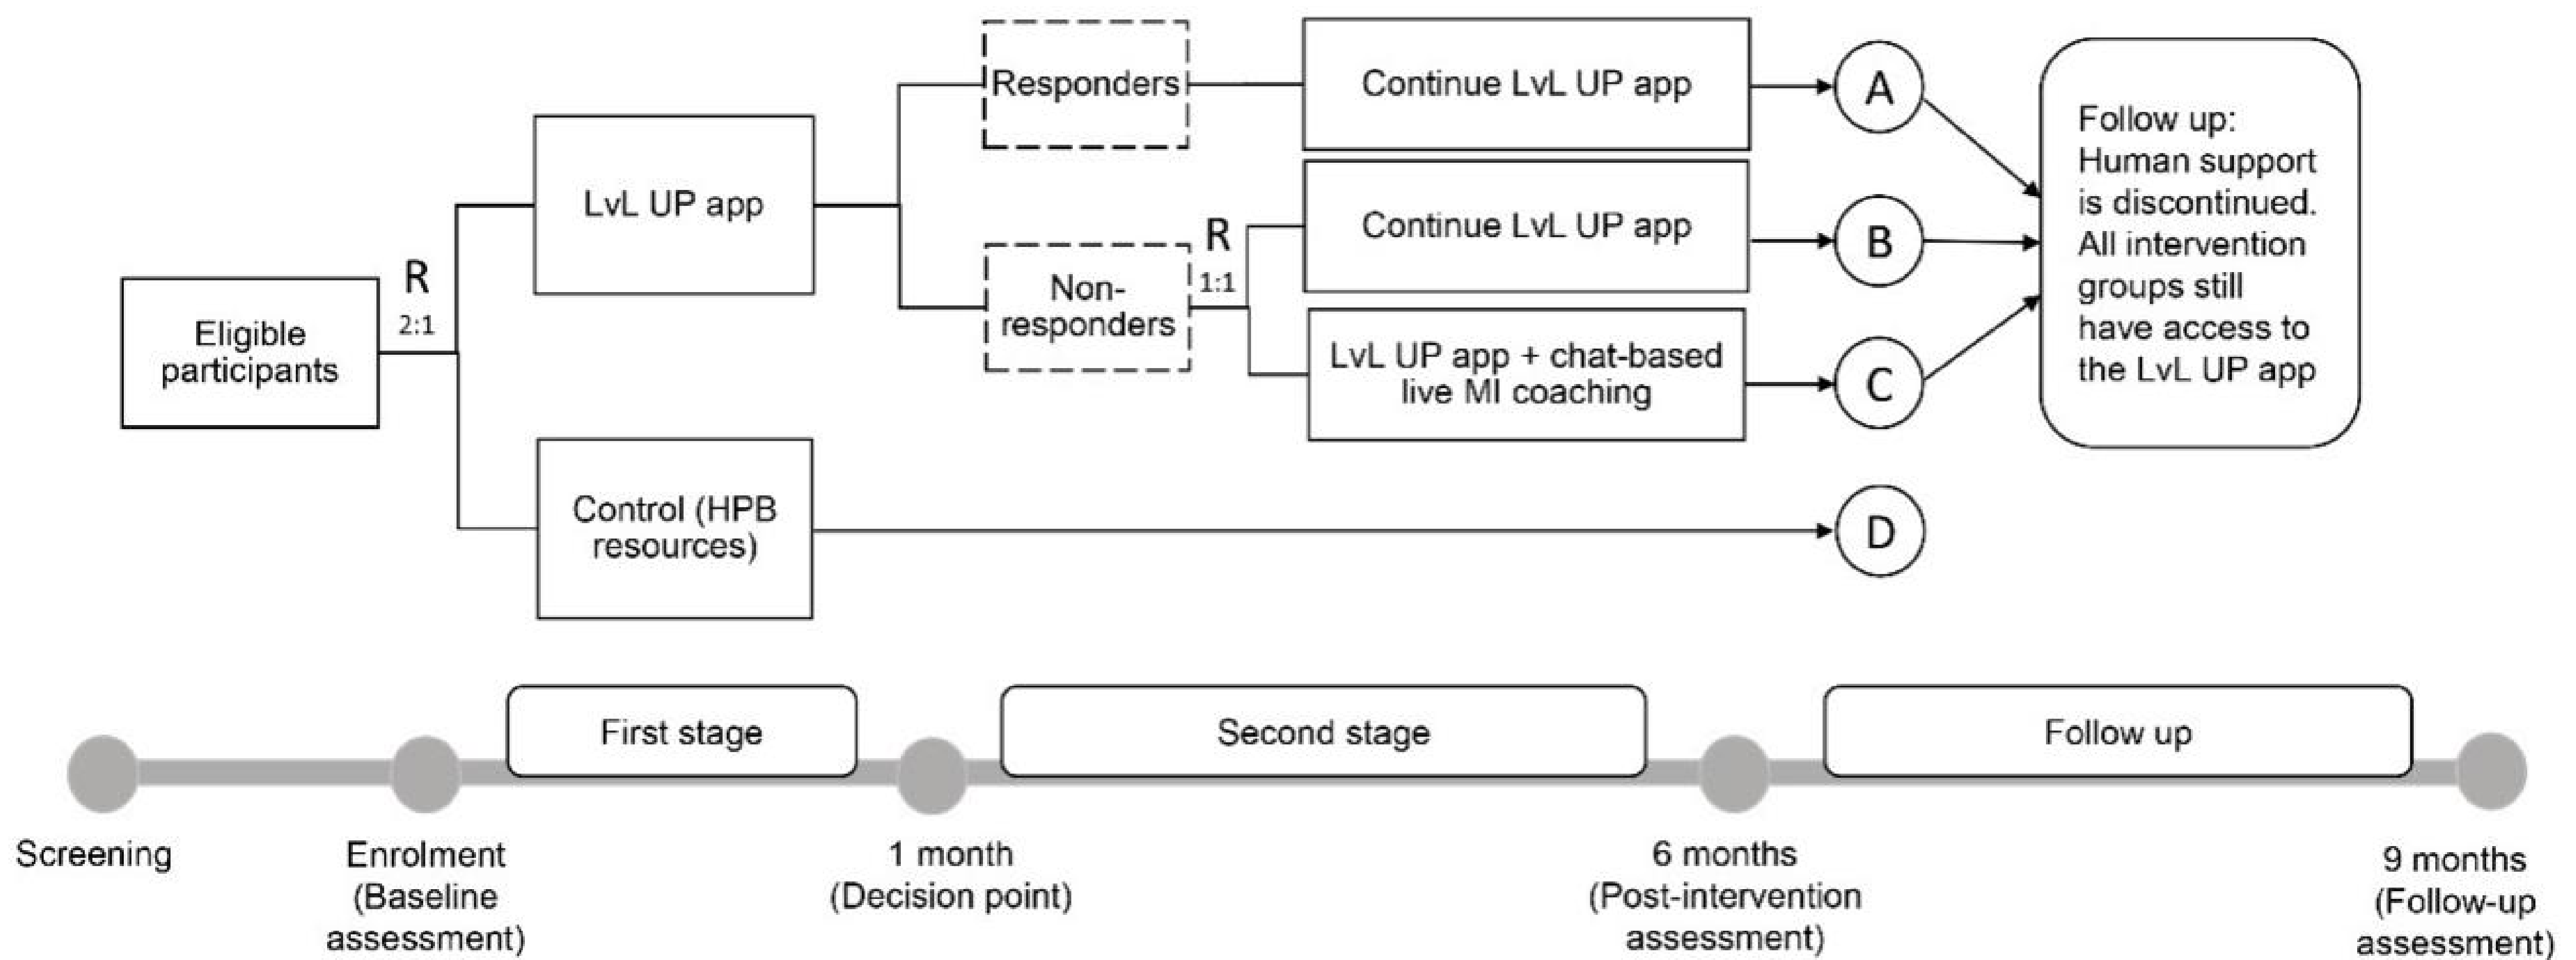 Eligible
participants
R
2:1
LvL UP app
Control (HPB
resources)
Responders
Non-
responders
R
1:1
Continue LvL UP app
Continue LvL UP app
LvL UP app + chat-based
live MI coaching
A
B
C
D
Follow up:
Human support
is discontinued.
All intervention
groups still
have access to
the LvL UP app
First stage
Second stage
Follow up
Screening
Enrolment
(Baseline
assessment)
1 month
(Decision point)
6 months
(Post-intervention
assessment)
9 months
(Follow-up
assessment)